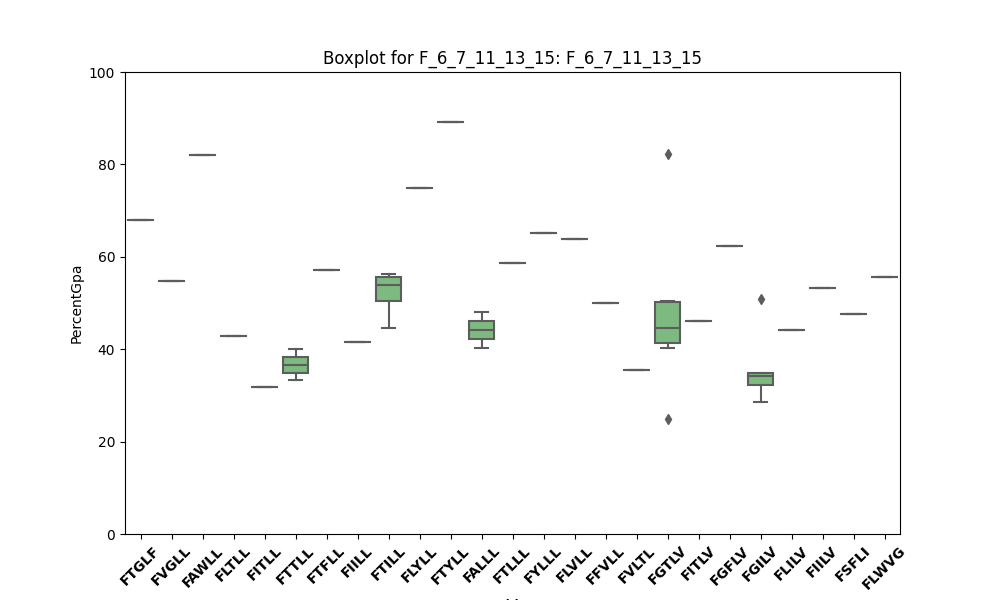 Boxplot for F_6_7_11_13_15: F_6_7_11_13_15
100
80
60
40
20
0
PercentGpa
FTGLF
FVGLL
FAWLL
FLTLL
FITLL
FTTLL
FTFLL
FIILL
FTILL
FLYLL
FTYLL
FALLL
FTLLL
FYLLL
FLVLL
FFVLL
FVLTL
FGTLV
FITLV
FGFLV
FGILV
FLILV
FIILV
FSFLI
FLWVG